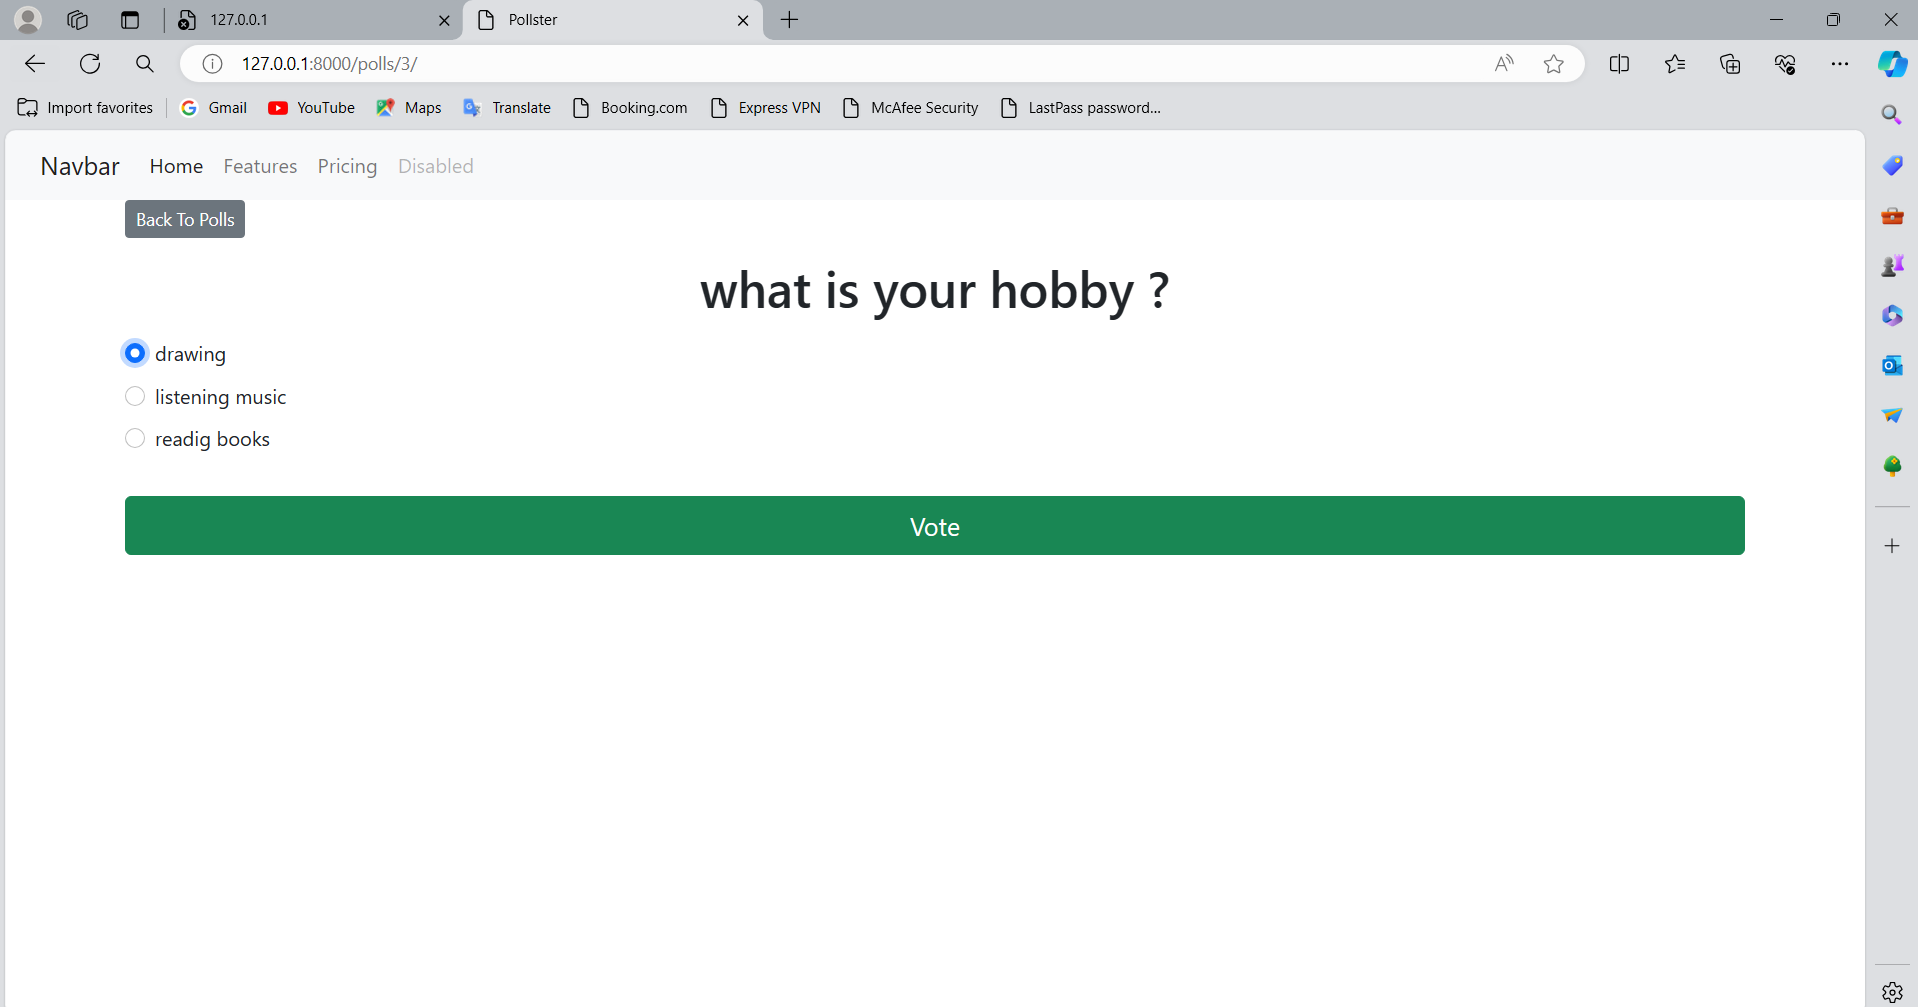 127.0.0.1
Pollster
127.0.0.1:8000/polls/3/
Import favorites
Gmail
YouTube
Maps
Translate
Booking.com
Express VPN
McAfee Security
LastPass password...
Navbar Home Features Pricing Disabled
Back To Polls
what is your hobby ?
drawing
listening music
readig books
Vote